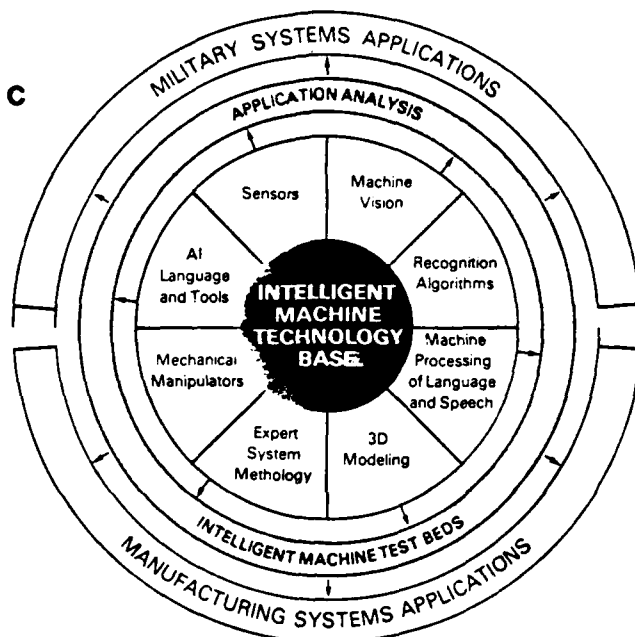 MILITARY SYSTEMS APPLICATIONS
C
APPLICATION ANALYSIS
Sensors
Machine
Vision
AI
Language
and Tools
Recognition
Algorithms
INTELLIGENT
MACHINE
TECHNOLOGY
BASE
Mechanical
Manipulators
Machine
Processing
of Language
and Speech
Expert
System
Methology
3D
Modeling
INTELLIGENT MACHINE TEST BEDS
MANUFACTURING SYSTEMS APPLICATIONS